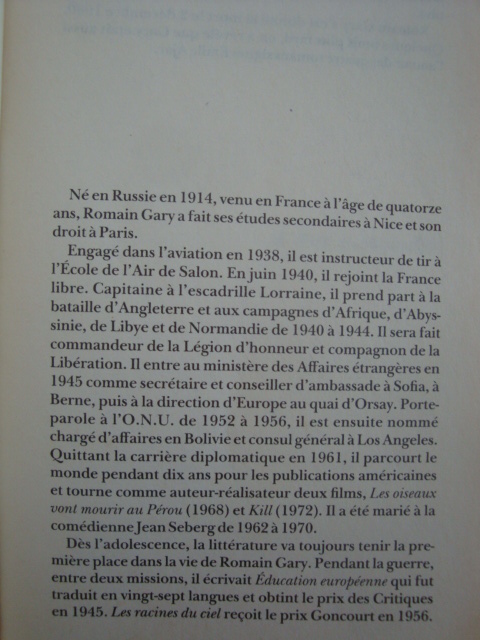 Né en Russie en 1914, venu en France à l'âge de quatorze
ans, Romain Gary a fait ses études secondaires à Nice et son
droit à Paris.
Engagé dans l'aviation en 1938, il est instructeur de tir à
l'École de l'Air de Salon. En juin 1940, il rejoint la France
libre. Capitaine à l'escadrille Lorraine, il prend part à la
bataille d'Angleterre et aux campagnes d'Afrique, d'Abys-
sinie, de Libye et de Normandie de 1940 à 1944. Il sera fait
commandeur de la Légion d'honneur et compagnon de la
Libération. Il entre au ministère des Affaires étrangères en
1945 comme secrétaire et conseiller d'ambassade à Sofia, à
Berne, puis à la direction d'Europe au quai d'Orsay. Porte-
parole à l'O.N.U. de 1952 à 1956, il est ensuite nommé
chargé d'affaires en Bolivie et consul général à Los Angeles.
Quittant la carrière diplomatique en 1961, il parcourt le
monde pendant dix ans pour les publications américaines
et tourne comme auteur-réalisateur deux films, Les oiseaux
vont mourir au Pérou (1968) et Kill (1972). Il a été marié à la
comédienne Jean Seberg de 1962 à 1970.
Dès l'adolescence, la littérature va toujours tenir la pre-
mière place dans la vie de Romain Gary. Pendant la guerre,
entre deux missions, il écrivait Éducation européenne qui fut
traduit en vingt-sept langues et obtint le prix des Critiques
en 1945. Les racines du ciel reçoit le prix Goncourt en 1956.